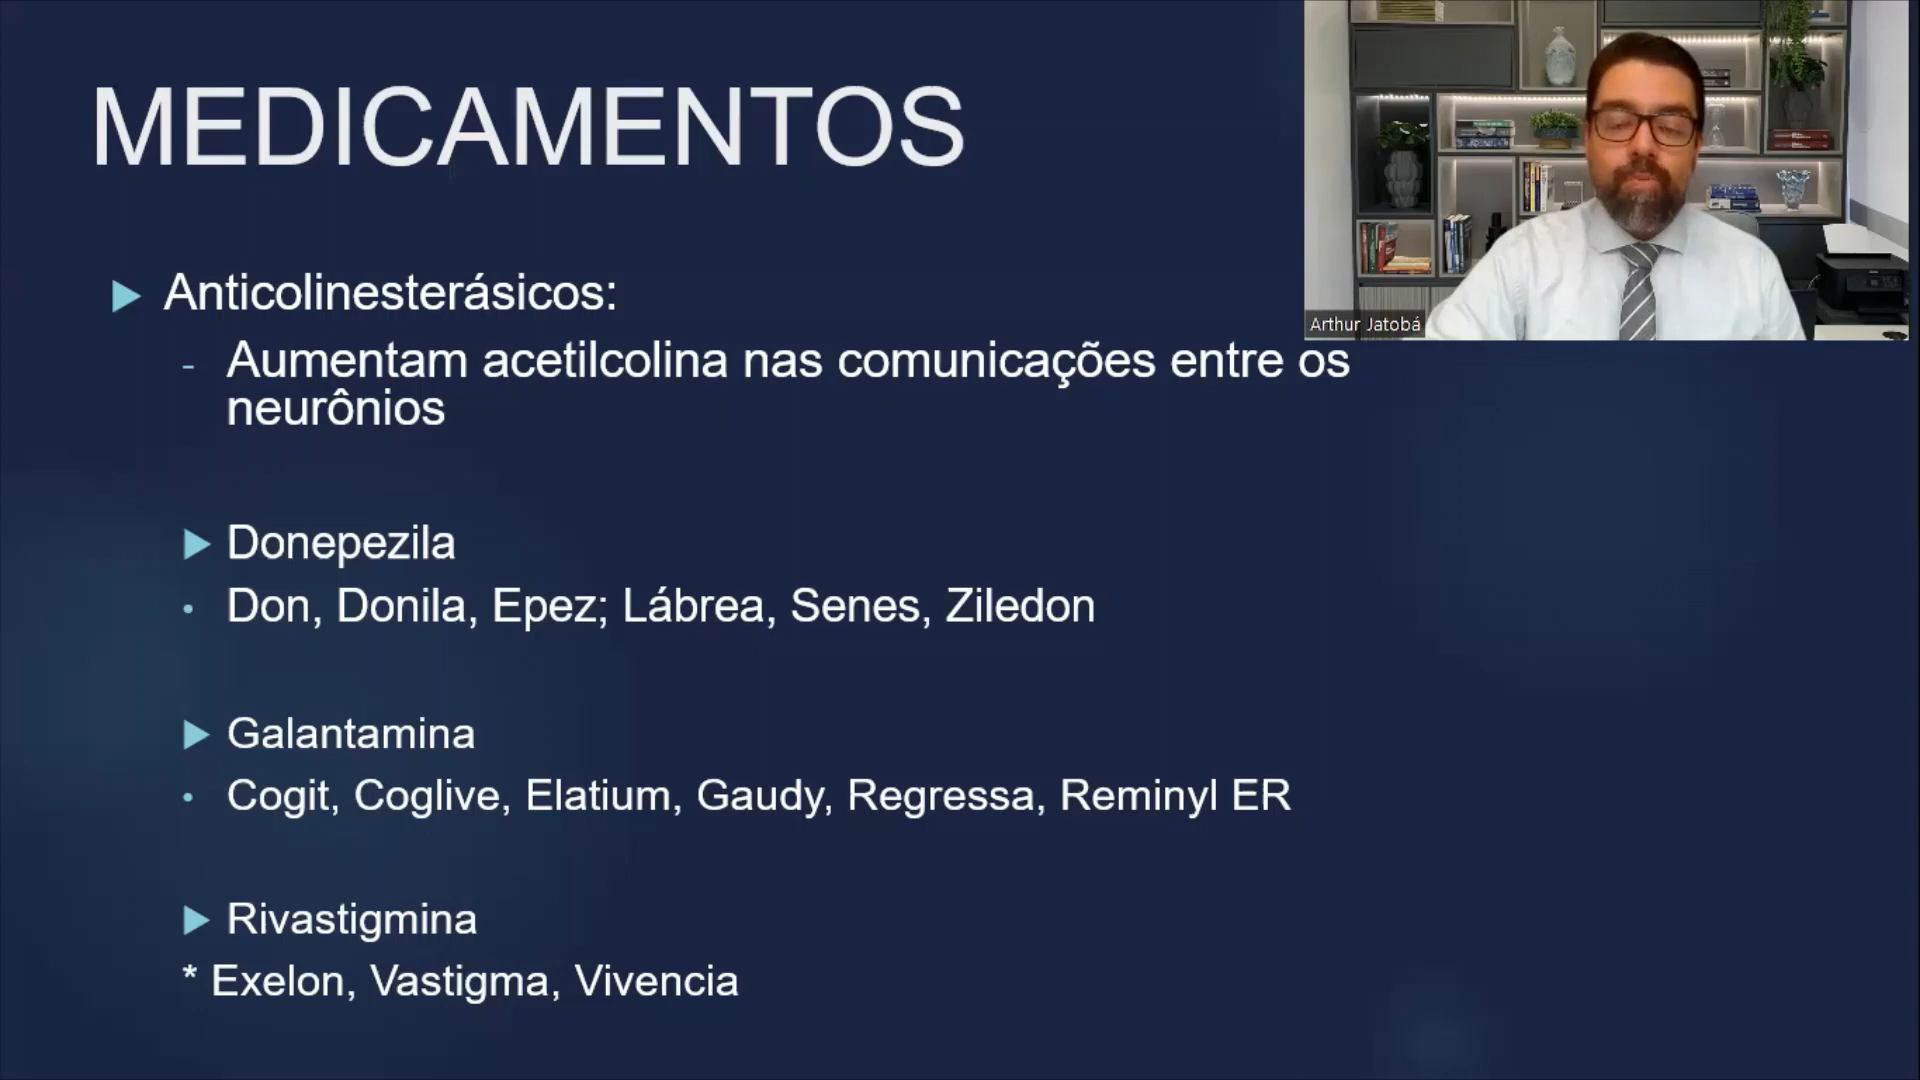 MEDICAMENTOS
Arthur Jatobá
Anticolinesterásicos:
- Aumentam acetilcolina nas comunicações entre os
neurônios
Donepezila
• Don, Donila, Epez; Lábrea, Senes, Ziledon
Galantamina
• Cogit, Coglive, Elatium, Gaudy, Regressa, Reminyl ER
Rivastigmina
* Exelon, Vastigma, Vivencia